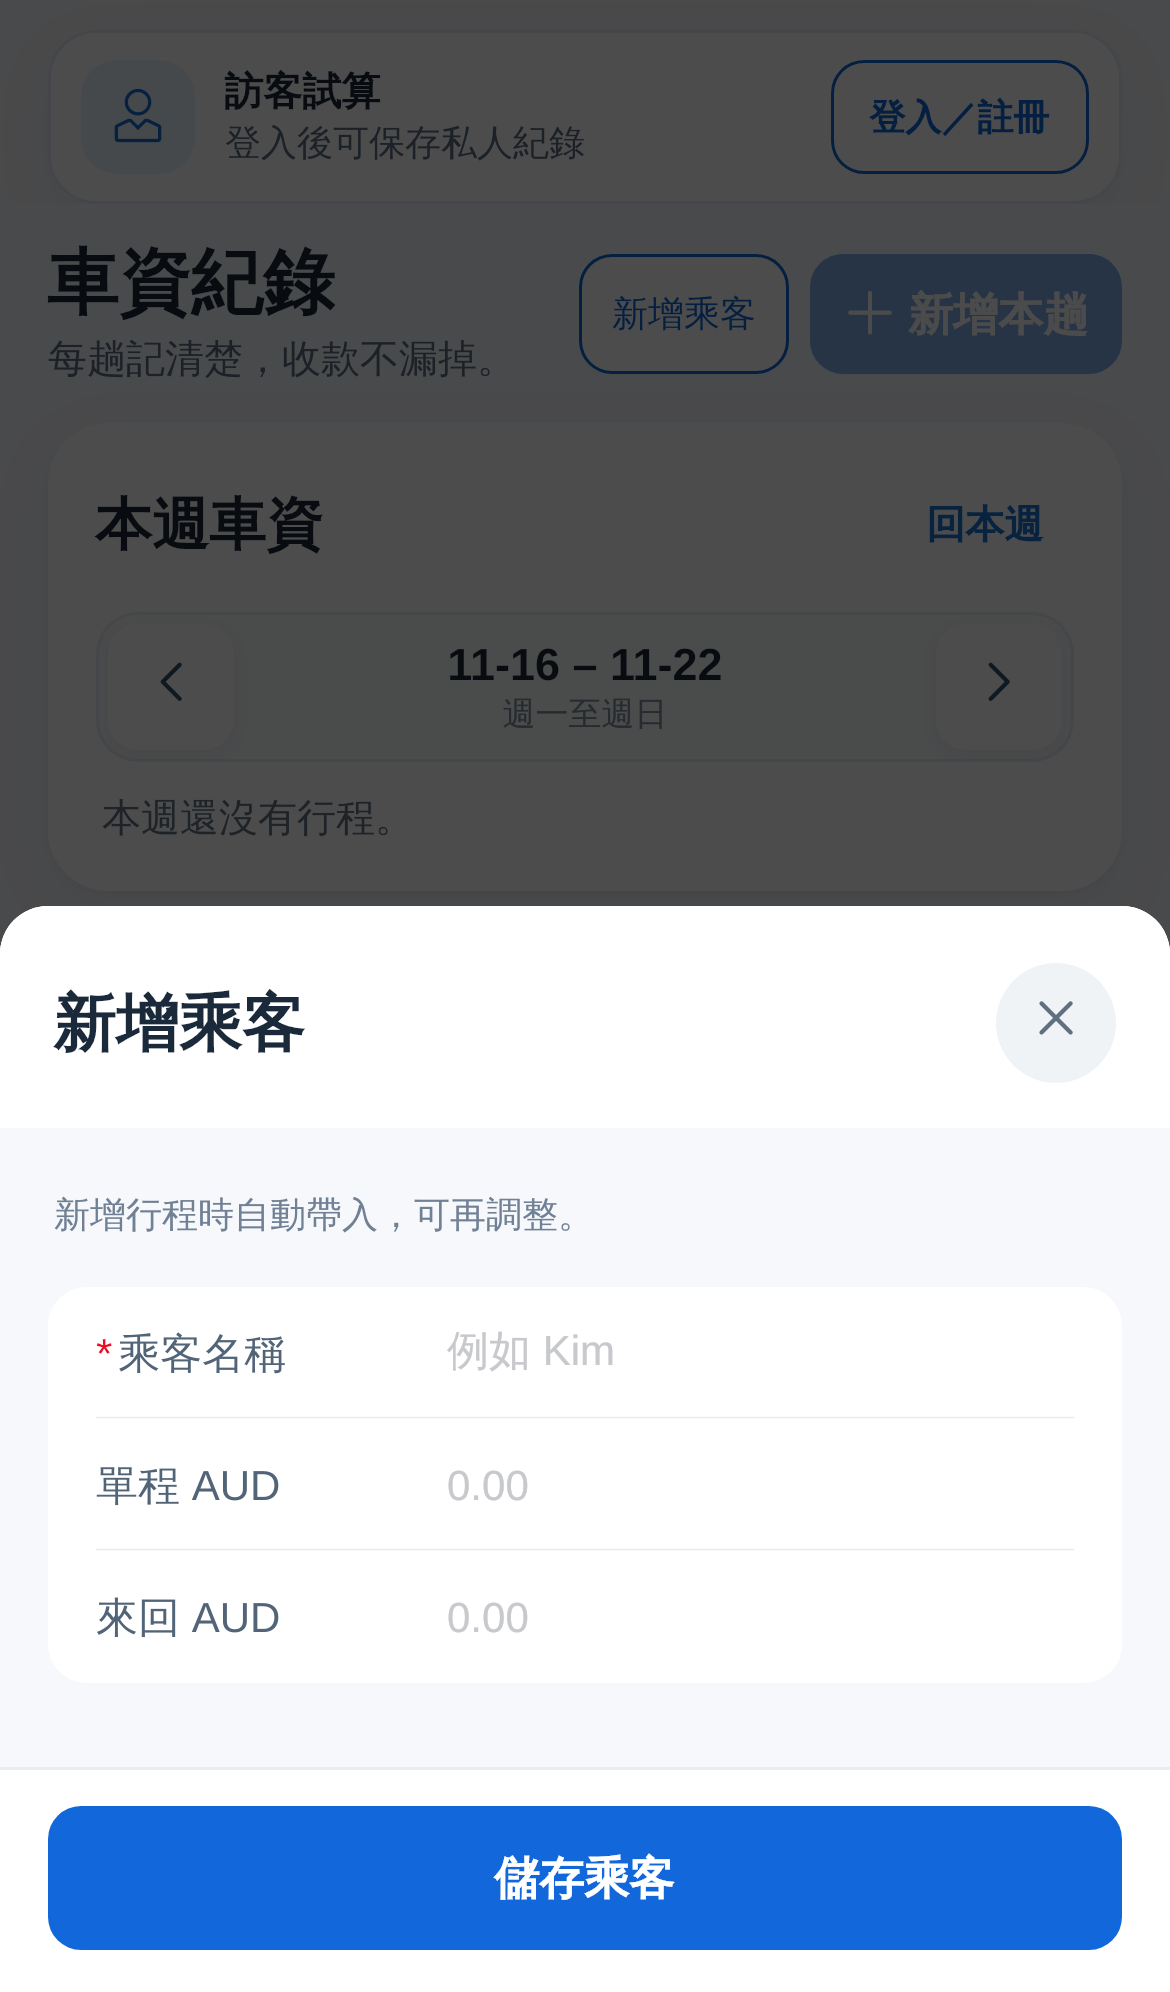 訪客試算
登入後可保存私人紀錄
登入／註冊
車資紀錄
每趟記清楚，收款不漏掉。
新增乘客
新增本趟
本週車資
回本週
11-16 – 11-22
週一至週日
本週還沒有行程。
新增乘客
新增行程時自動帶入，可再調整。
*乘客名稱
例如 Kim
單程 AUD
0.00
來回 AUD
0.00
儲存乘客